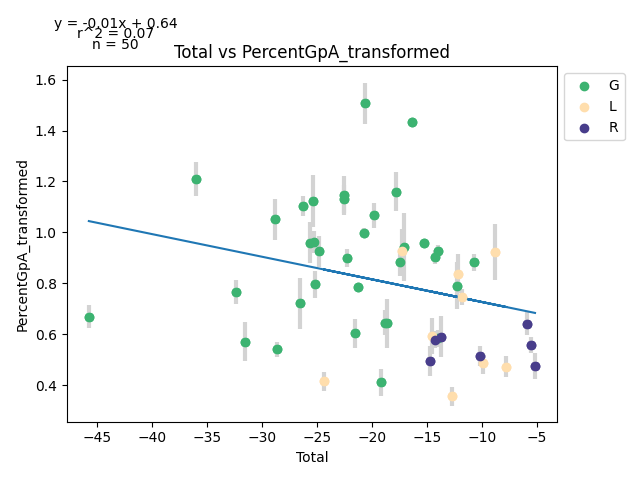 y = -0.01x + 0.64
r^2 = 0.07
n = 50
Total vs PercentGpA_transformed
G
L
R
PercentGpA_transformed
1.6
1.4
1.2
1.0
0.8
0.6
0.4
−45
−40
−35
−30
−25
−20
−15
−10
−5
Total